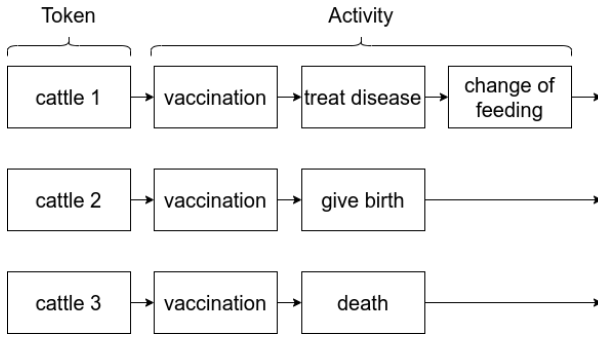 Token
Activity
cattle 1
vaccination
treat disease
change of
feeding
cattle 2
vaccination
give birth
cattle 3
vaccination
death